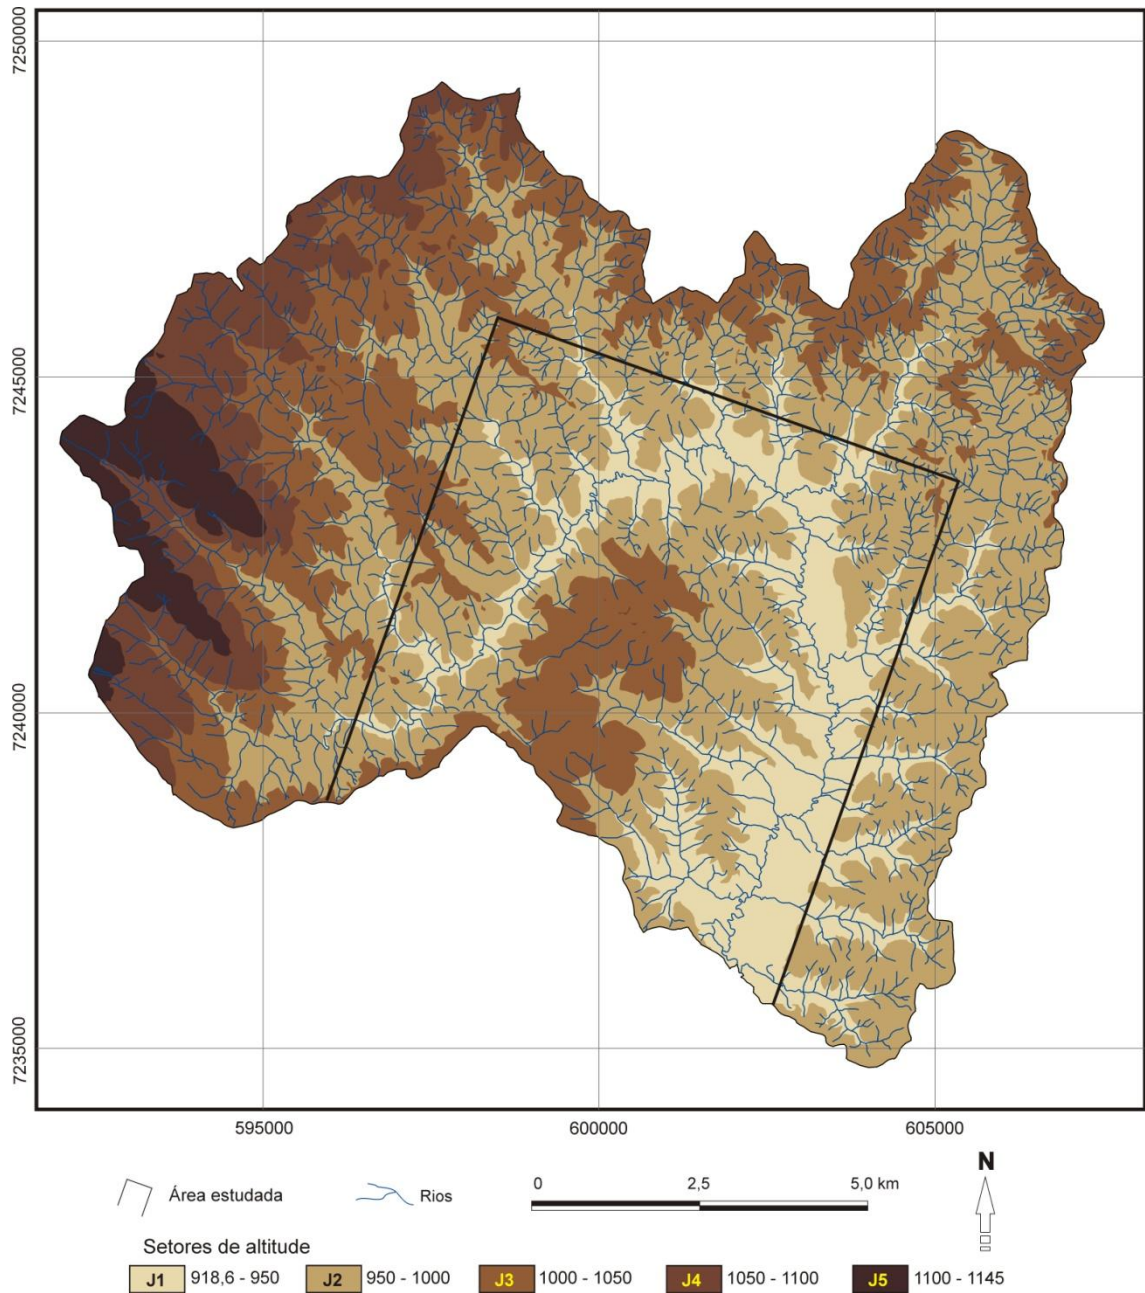 7250000
7245000
7240000
7235000
595000
600000
605000
N
Área estudada
Rios
0
2,5
5,0 km
Setores de altitude
J1 918,6 - 950
J2 950 - 1000
J3 1000 - 1050
J4 1050 - 1100
J5 1100 - 1145